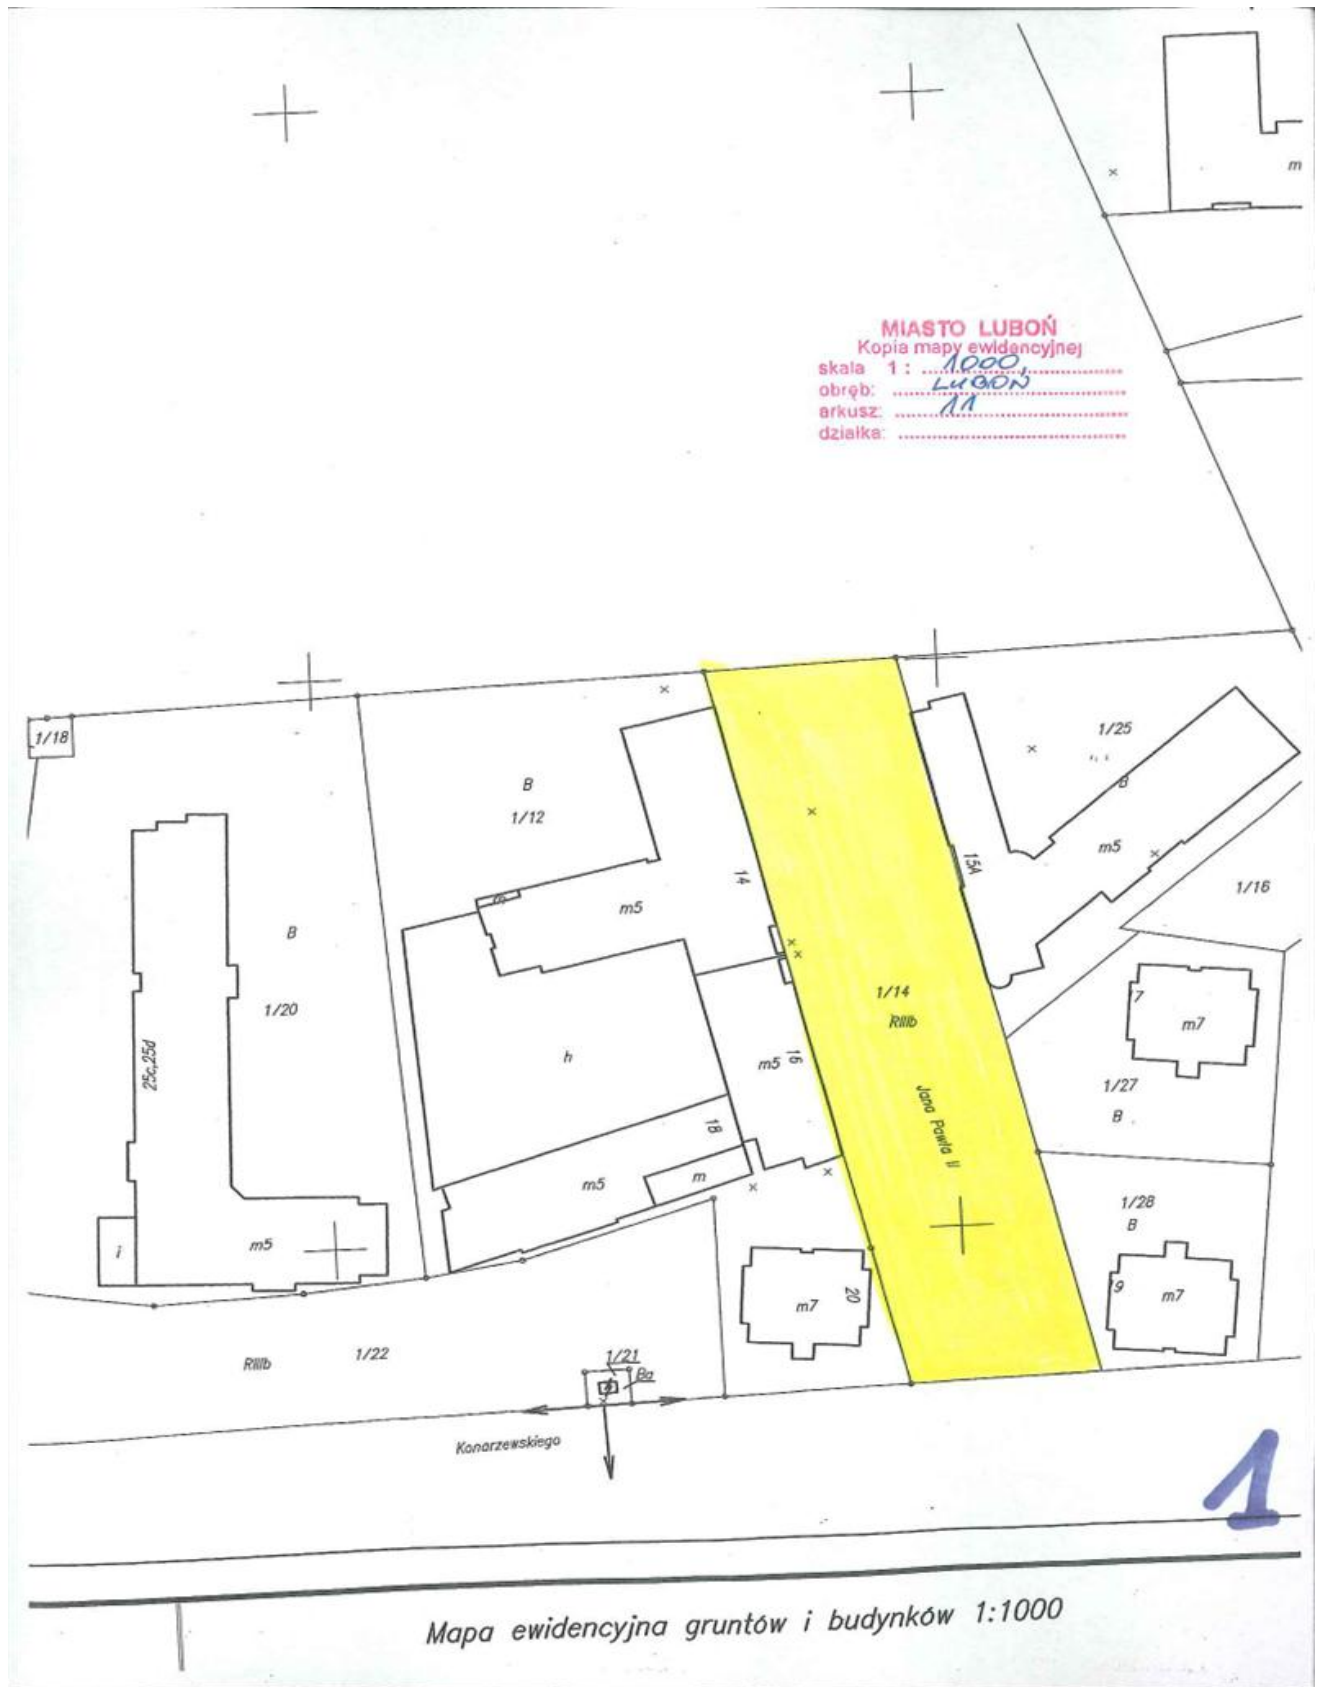 m
MIASTO LUBOŃ
Kopia mapy ewidencyjnej
skala 1 : 1000,
obręb: LUBOŃ
arkusz: 11
działka:
1/18
1/25
B
B
1/12
m5
15A
14
1/16
m5
B
1/20
1/14
RIIIb
17
m7
25c,25d
h
m5
16
1/27
B
Jana Pawła II
18
m5
m
1/28
B
i
m5
m7
20
19
m7
RIIIb
1/22
1/21
Ba
Konarzewskiego
1
Mapa ewidencyjna gruntów i budynków 1:1000